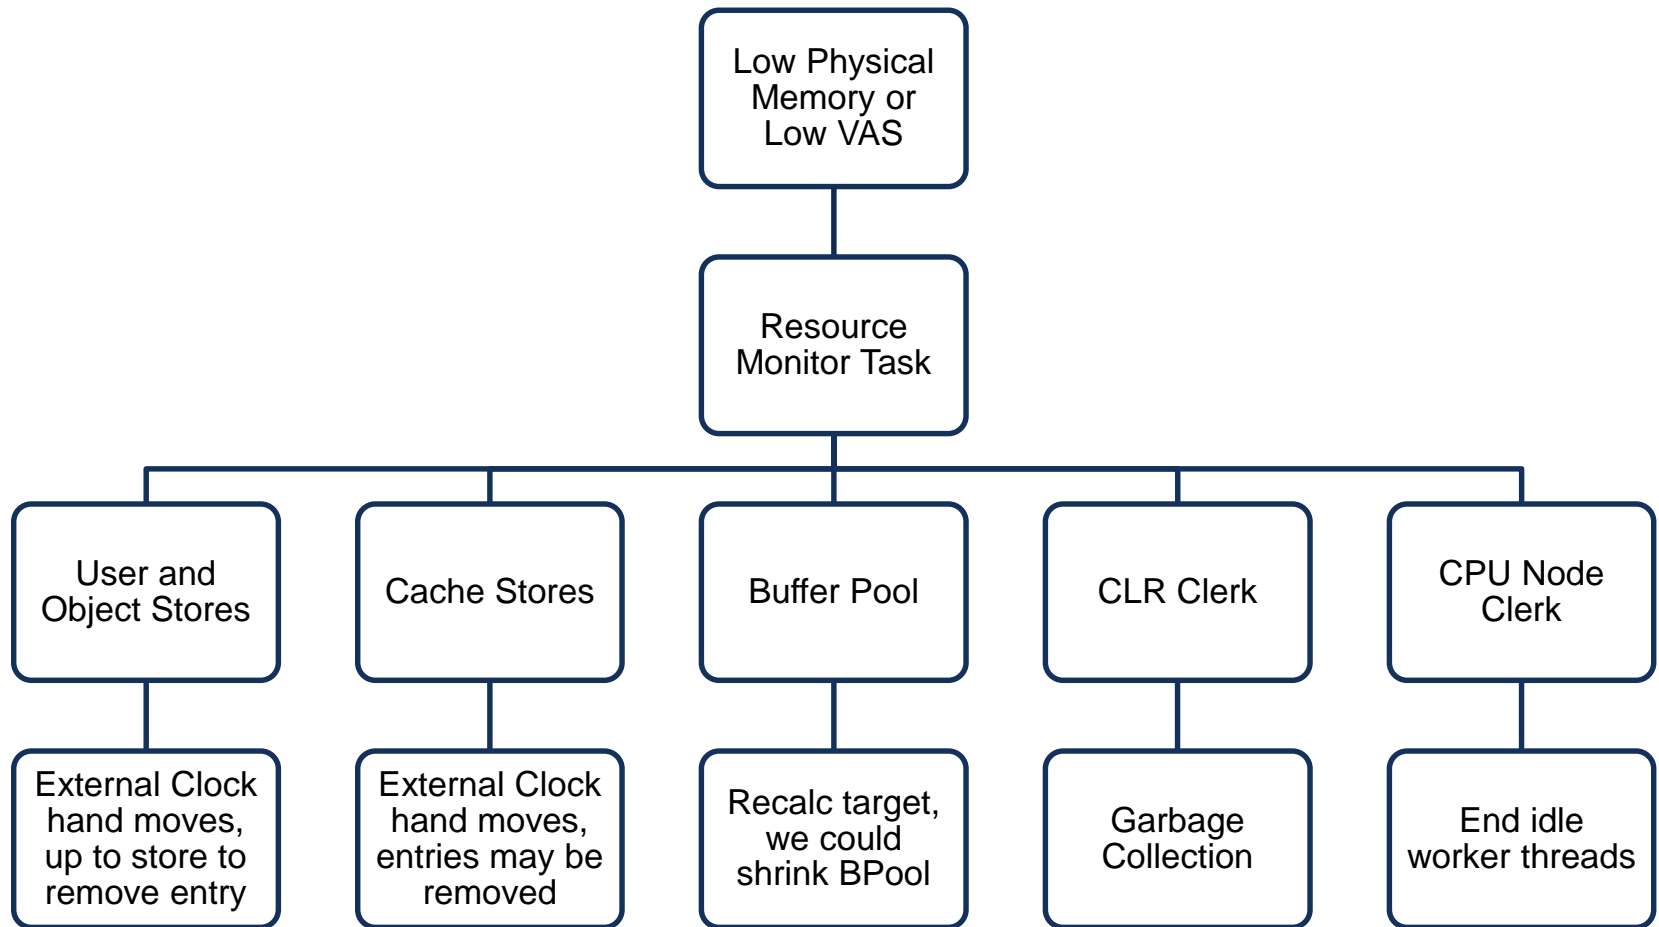 Low Physical
Memory or
Low VAS
Resource
Monitor Task
User and
Object Stores
Cache Stores
Buffer Pool
CLR Clerk
CPU Node
Clerk
External Clock
hand moves,
up to store to
remove entry
External Clock
hand moves,
entries may be
removed
Recalc target,
we could
shrink BPool
Garbage
Collection
End idle
worker threads